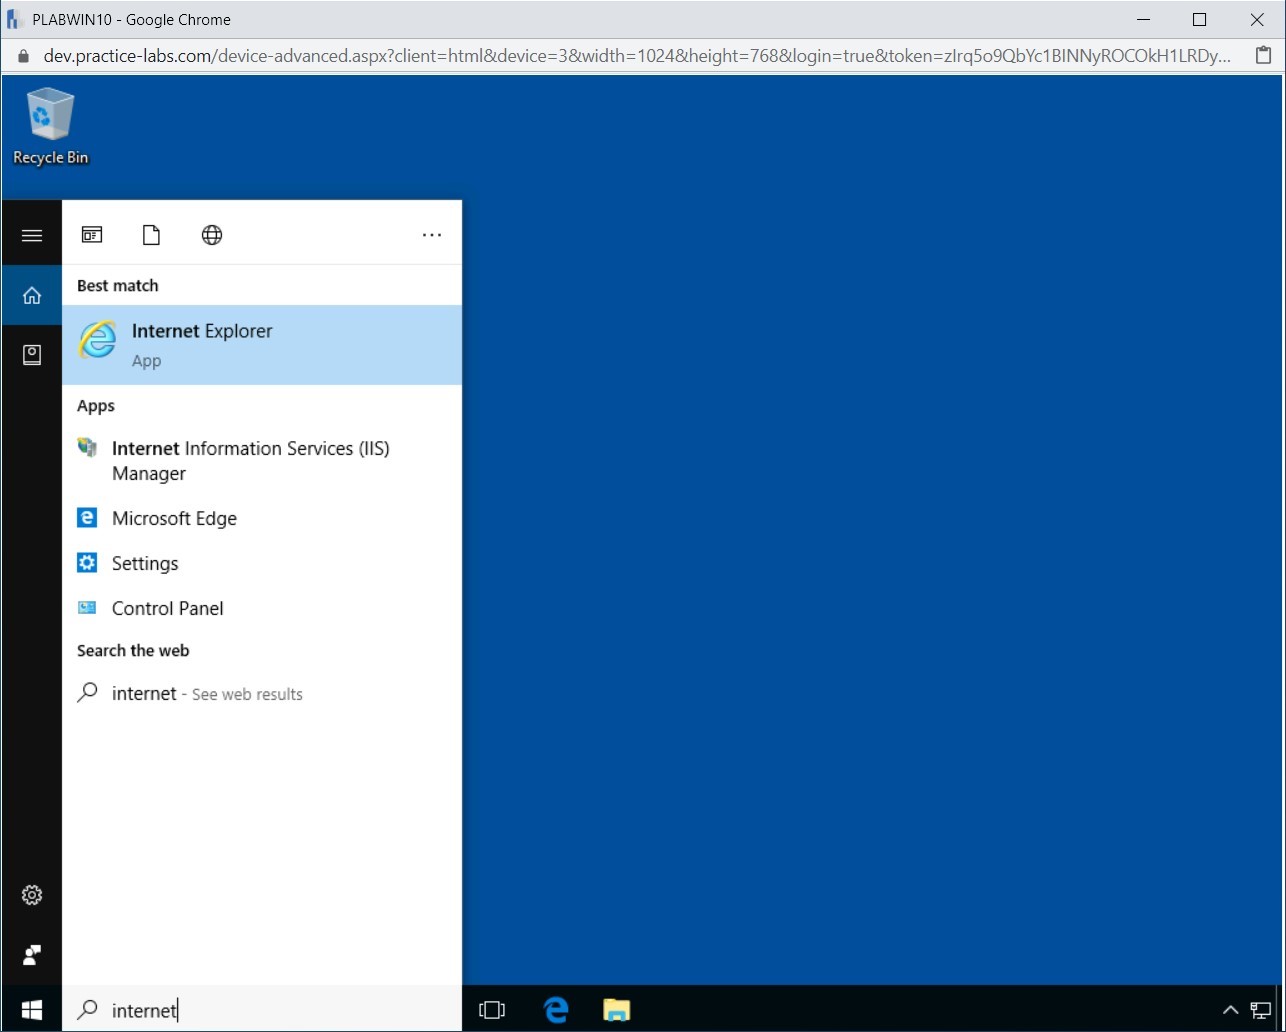 PLABWIN10 - Google Chrome
dev.practice-labs.com/device-advanced.aspx?client=html&device=3&width=1024&height=768&login=true&token=zIrq5o9QbYc1BINNyROCOkH1LRDy...
Recycle Bin
Best match
Internet Explorer
App
Apps
Internet Information Services (IIS)
Manager
Microsoft Edge
Settings
Control Panel
Search the web
internet - See web results
internet